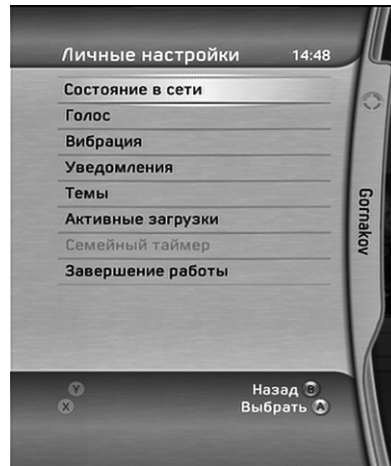 Личные настройки 14:48
Состояние в сети
Голос
Вибрация
Уведомления
Темы
Активные загрузки
Семейный таймер
Завершение работы
Gornakov
Y
Назад B
X
Выбрать A